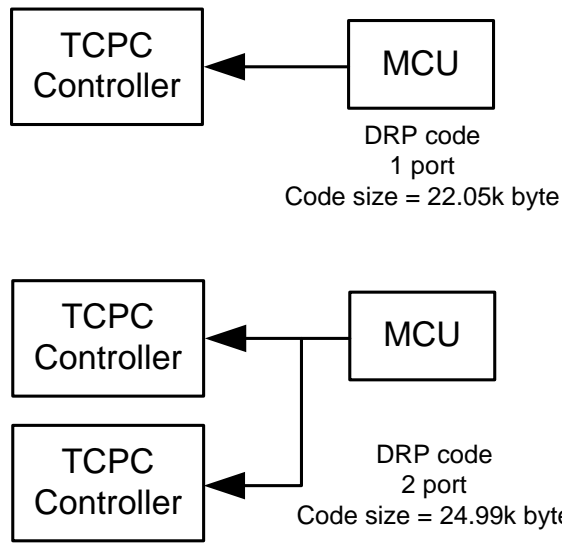 TCPC
Controller
MCU
DRP code
1 port
Code size = 22.05k byte
TCPC
Controller
MCU
TCPC
Controller
DRP code
2 port
Code size = 24.99k byte